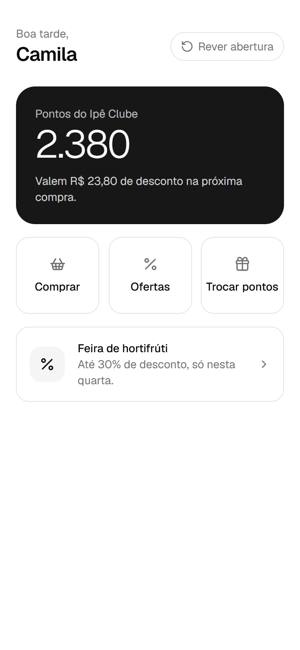 Boa tarde,
Camila
Rever abertura
Pontos do Ipê Clube
2.380
Valem R$ 23,80 de desconto na próxima
compra.
Comprar
Ofertas
Trocar pontos
Feira de hortifrúti
Até 30% de desconto, só nesta
quarta.